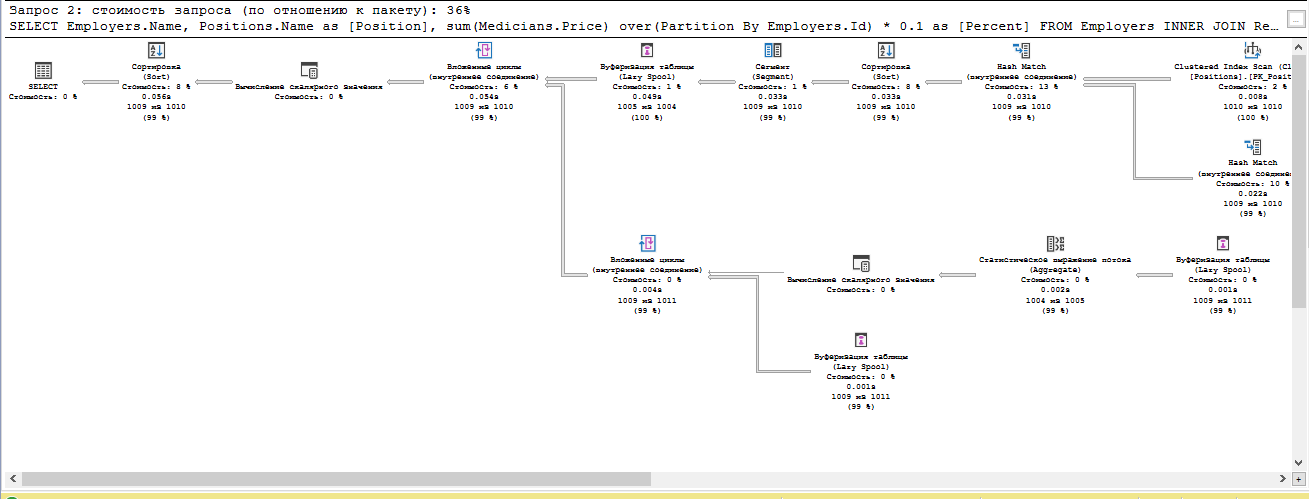 Запрос 2: стоимость запроса (по отношению к пакету): 36%
SELECT Employers.Name, Positions.Name as [Position], sum(Medicians.Price) over(Partition By Employers.Id) * 0.1 as [Percent] FROM Employers INNER JOIN Re…
SELECT
Стоимость: 0 %
Сортировка
(Sort)
Стоимость: 8 %
0.056s
1009 из 1010
(99 %)
Вычисление скалярного значения
Стоимость: 0 %
Вложенные циклы
(внутреннее соединение)
Стоимость: 6 %
0.054s
1009 из 1010
(99 %)
Буферизация таблицы
(Lazy Spool)
Стоимость: 1 %
0.049s
1005 из 1004
(100 %)
Сегмент
(Segment)
Стоимость: 1 %
0.033s
1009 из 1010
(99 %)
Сортировка
(Sort)
Стоимость: 8 %
0.033s
1009 из 1010
(99 %)
Hash Match
(внутреннее соединение)
Стоимость: 13 %
0.031s
1009 из 1010
(99 %)
Clustered Index Scan (Cl
[Positions].[PK_Posit
Стоимость: 2 %
0.008s
1010 из 1010
(100 %)
Hash Match
(внутреннее соедине
Стоимость: 10 %
0.022s
1009 из 1010
(99 %)
Вложенные циклы
(внутреннее соединение)
Стоимость: 0 %
0.004s
1009 из 1011
(99 %)
Вычисление скалярного значения
Стоимость: 0 %
Статистическое выражение потока
(Aggregate)
Стоимость: 0 %
0.002s
1004 из 1005
(99 %)
Буферизация таблицы
(Lazy Spool)
Стоимость: 0 %
0.001s
1009 из 1011
(99 %)
Буферизация таблицы
(Lazy Spool)
Стоимость: 0 %
0.001s
1009 из 1011
(99 %)